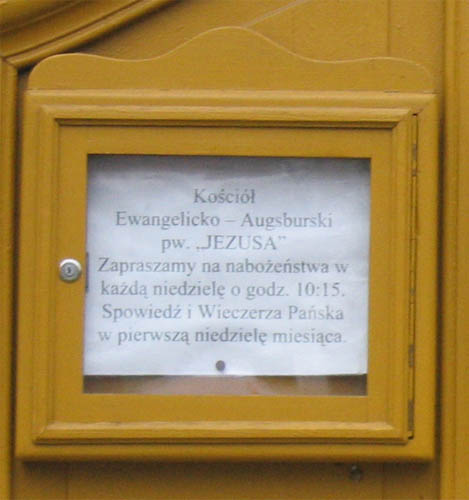 Kościół
Ewangelicko – Augsburski
pw. „JEZUSA”
Zapraszamy na nabożeństwa w
każdą niedzielę o godz. 10:15.
Spowiedź i Wieczerza Pańska
w pierwszą niedzielę miesiąca.